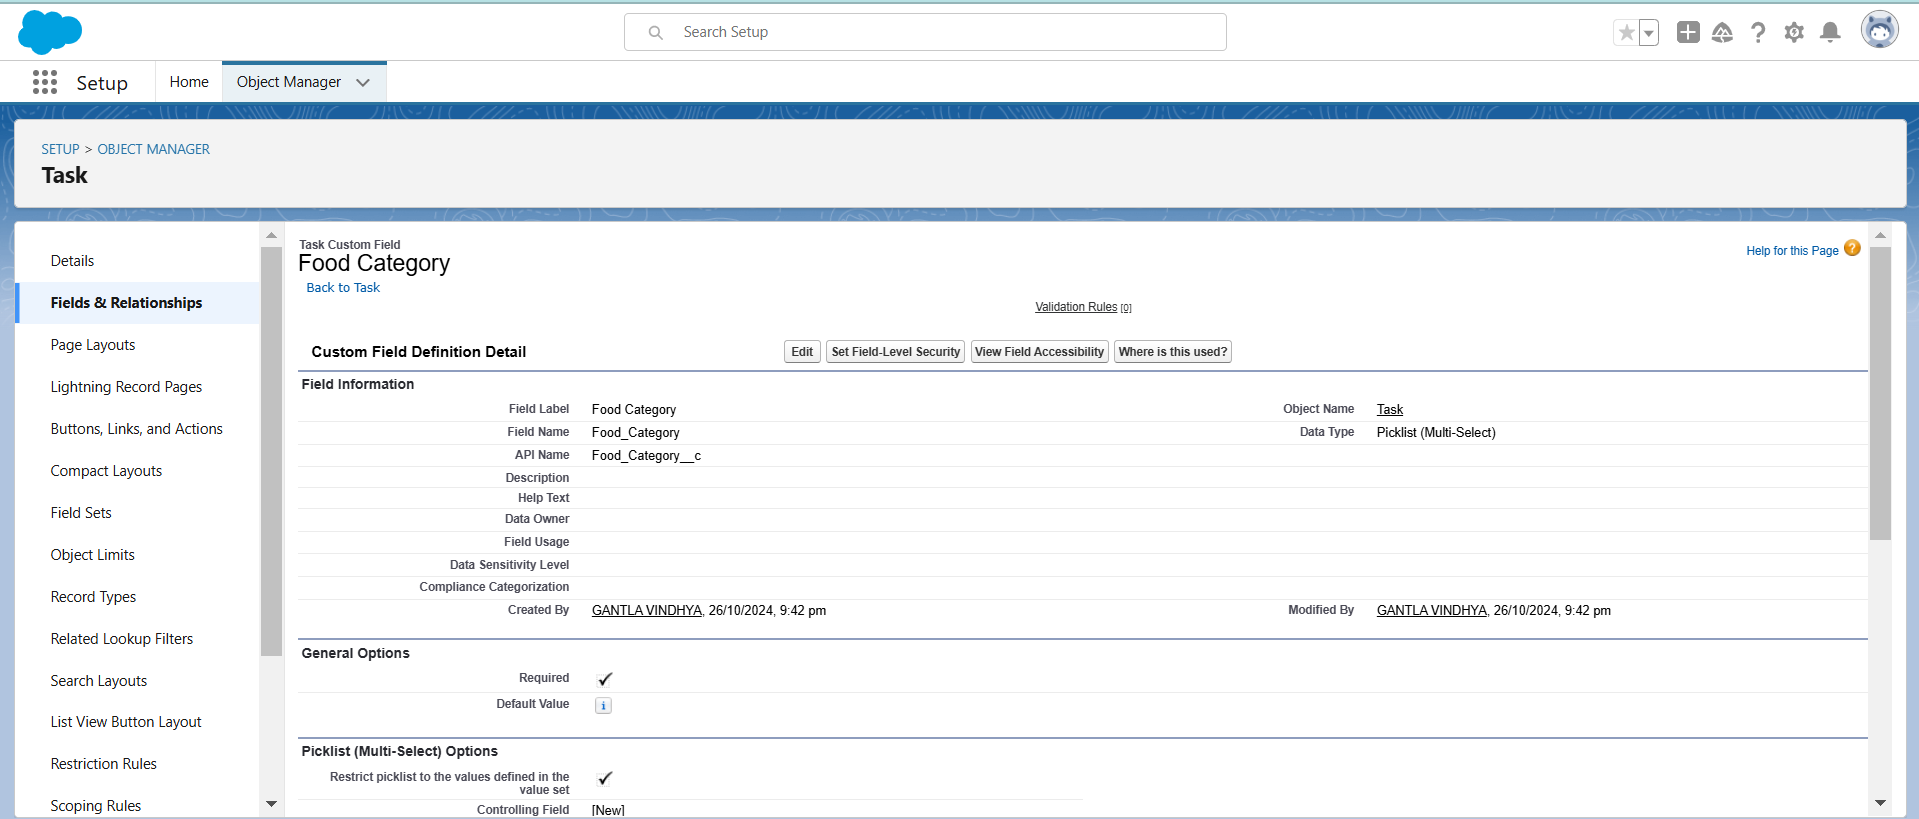 Search Setup
Setup
Home
Object Manager
SETUP > OBJECT MANAGER
Task
Details
Fields & Relationships
Page Layouts
Lightning Record Pages
Buttons, Links, and Actions
Compact Layouts
Field Sets
Object Limits
Record Types
Related Lookup Filters
Search Layouts
List View Button Layout
Restriction Rules
Scoping Rules
Task Custom Field
Food Category
Back to Task
Help for this Page ?
Validation Rules [0]
Custom Field Definition Detail Edit Set Field-Level Security View Field Accessibility Where is this used?
Field Information
Field Label Food Category Object Name Task
Field Name Food_Category Data Type Picklist (Multi-Select)
API Name Food_Category__c
Description
Help Text
Data Owner
Field Usage
Data Sensitivity Level
Compliance Categorization
Created By GANTLA VINDHYA, 26/10/2024, 9:42 pm Modified By GANTLA VINDHYA, 26/10/2024, 9:42 pm
General Options
Required ✓
Default Value i
Picklist (Multi-Select) Options
Restrict picklist to the values defined in the
value set ✓
Controlling Field [New]